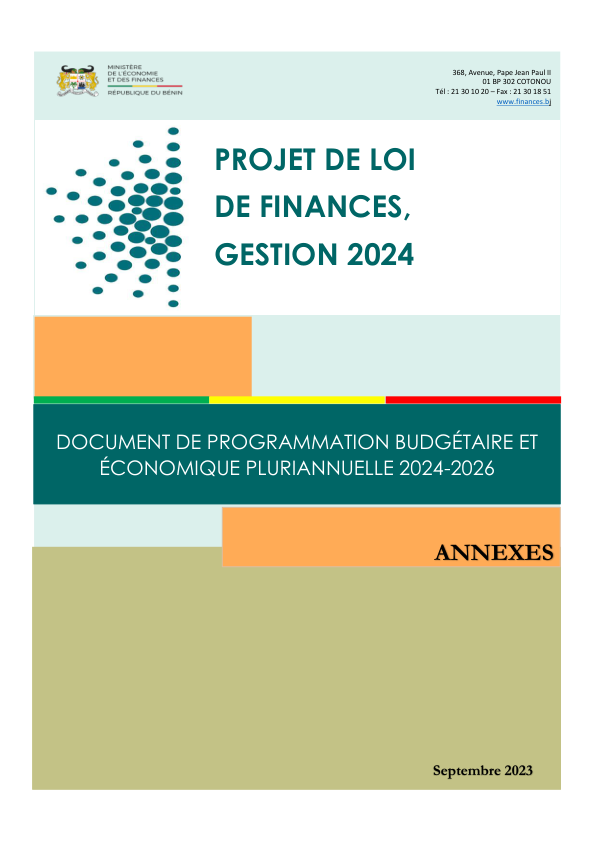 MINISTÈRE
DE L'ÉCONOMIE
ET DES FINANCES
RÉPUBLIQUE DU BÉNIN
368, Avenue, Pape Jean Paul II
01 BP 302 COTONOU
Tél : 21 30 10 20 – Fax : 21 30 18 51
www.finances.bj
PROJET DE LOI
DE FINANCES,
GESTION 2024
DOCUMENT DE PROGRAMMATION BUDGÉTAIRE ET
ÉCONOMIQUE PLURIANNUELLE 2024-2026
ANNEXES
Septembre 2023